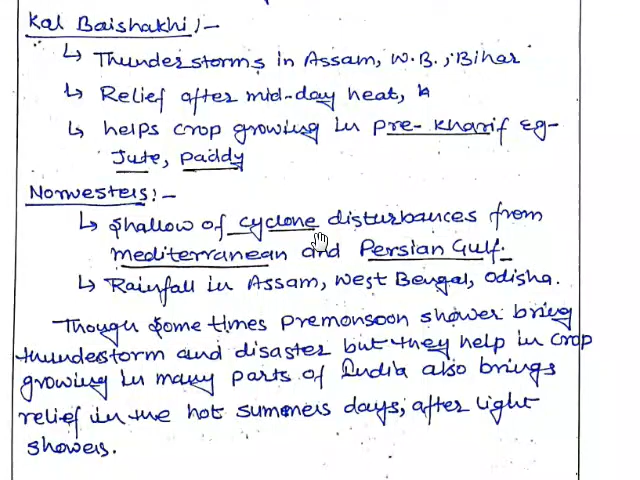 Kal Baishakhi:-
↳ Thunderstorms in Assam, W.B., Bihar
↳ Relief after mid-day heat,
↳ helps crop growing in pre-kharif eg-
Jute, paddy
Norwesters:-
↳ Shallow of cyclone disturbances from
mediterranean and Persian Gulf.
↳ Rainfall in Assam, West Bengal, Odisha.
Though Some times premonsoon shower bring
thunderstorm and disaster but they help in crop
growing in many parts of India also brings
relief in the hot summers days, after light
showers.